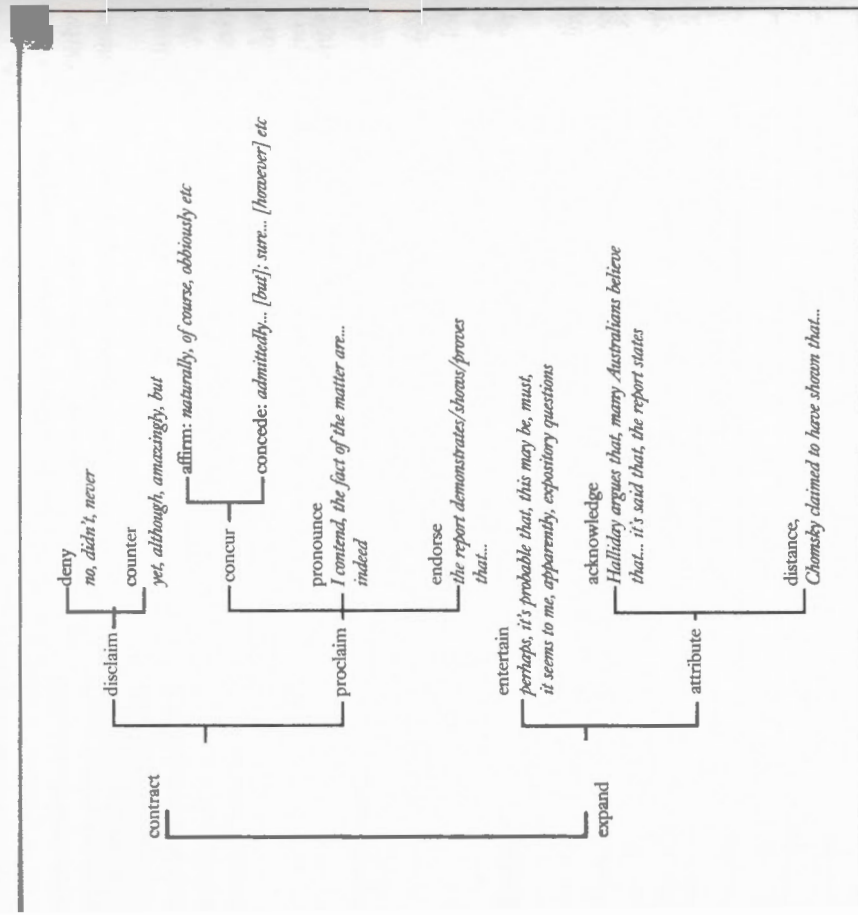 contract
disclaim
deny
no, didn't, never
counter
yet, although, amazingly, but
proclaim
concur
affirm: naturally, of course, obbiously etc
concede: admittedly... [but]; sure... [however] etc
pronounce
I contend, the fact of the matter are...
indeed
endorse
the report demonstrates/shows/proves
that...
expand
entertain
perhaps, it's probable that, this may be, must,
it seems to me, apparently, expository questions
attribute
acknowledge
Halliday argues that, many Australians believe
that... it's said that, the report states
distance,
Chomsky claimed to have shown that...